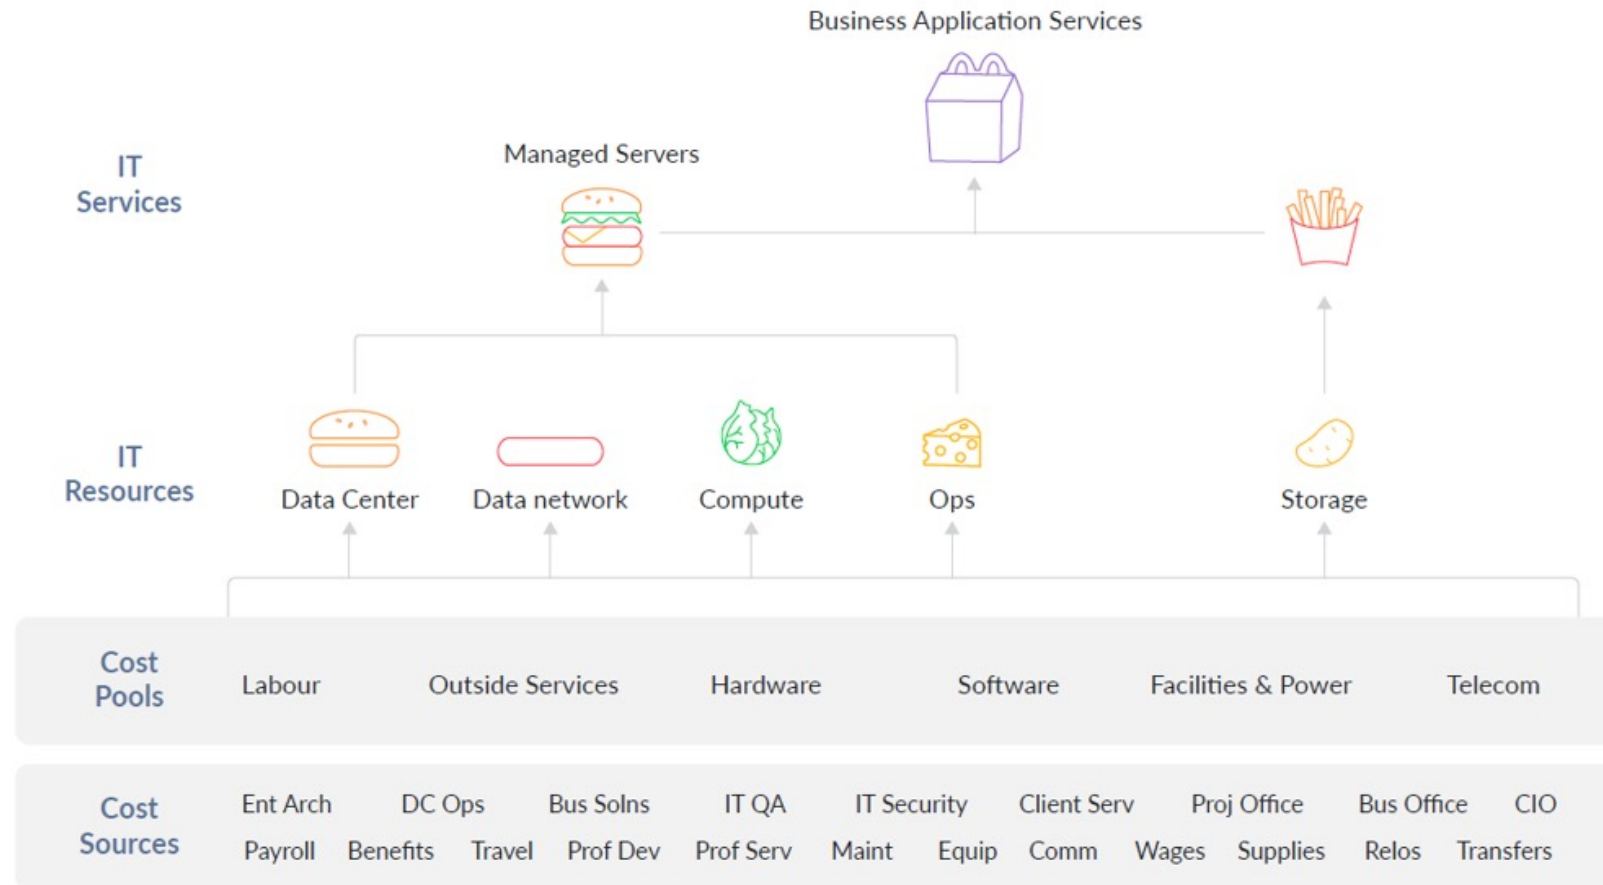 Business Application Services
Managed Servers
IT
Services
IT
Resources
Data Center
Data network
Compute
Ops
Storage
Cost
Pools
Labour
Outside Services
Hardware
Software
Facilities & Power
Telecom
Cost
Sources
Ent Arch
DC Ops
Bus Solns
IT QA
IT Security
Client Serv
Proj Office
Bus Office
CIO
Payroll
Benefits
Travel
Prof Dev
Prof Serv
Maint
Equip
Comm
Wages
Supplies
Relos
Transfers